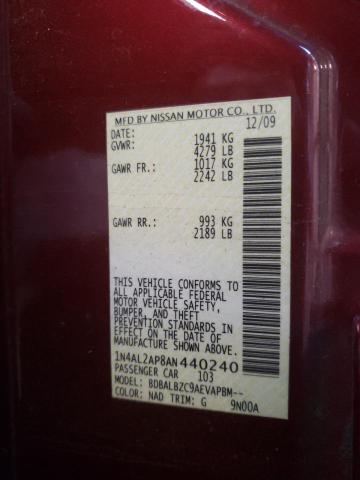 MFD BY NISSAN MOTOR CO., LTD.
DATE: 12/09
GVWR: 1941 KG
4279 LB
GAWR FR.: 1017 KG
2242 LB
GAWR RR.: 993 KG
2189 LB
THIS VEHICLE CONFORMS TO
ALL APPLICABLE FEDERAL
MOTOR VEHICLE SAFETY,
BUMPER, AND THEFT
PREVENTION STANDARDS IN
EFFECT ON THE DATE OF
MANUFACTURE SHOWN ABOVE.
1N4AL2AP8AN440240
PASSENGER CAR 103
MODEL: BDBALBZC9AEVAPBM--
COLOR: NAD TRIM: G 9N00A